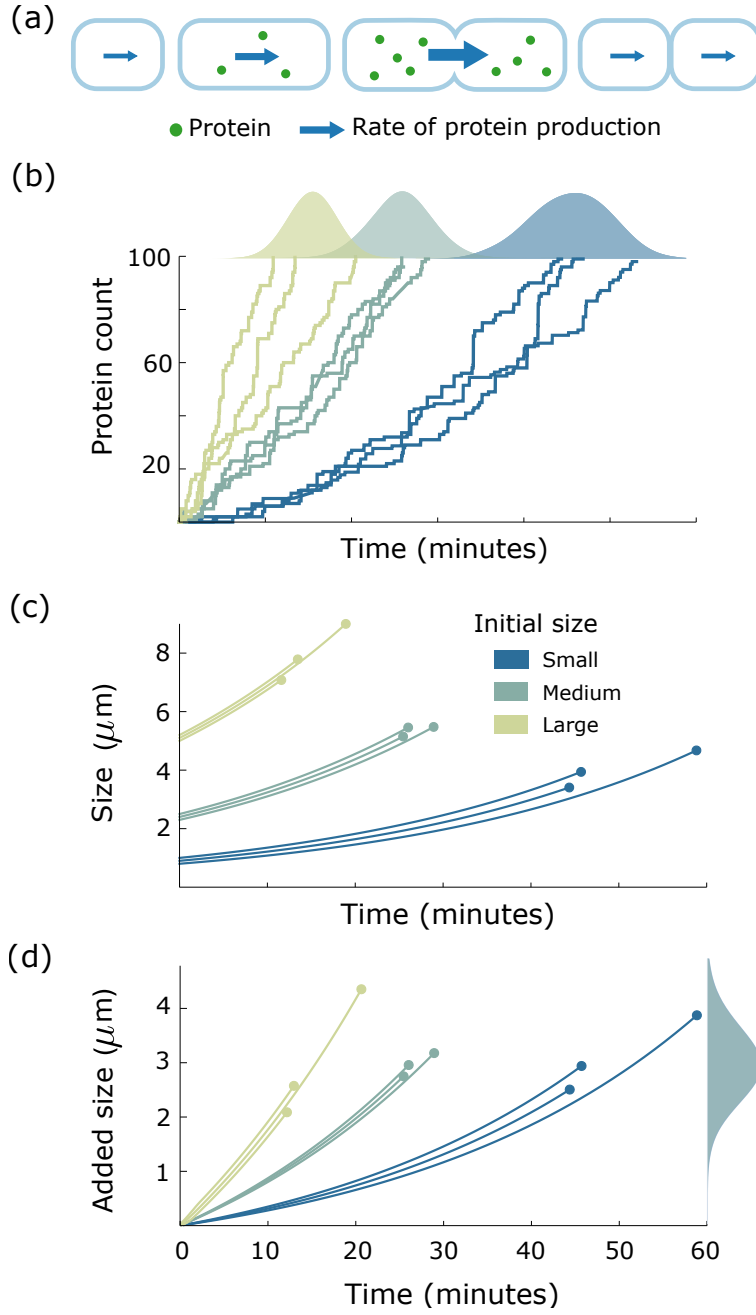 (a)
Protein
Rate of protein production
(b)
100
60
20
Protein count
Time (minutes)
(c)
8
6
4
2
Size (μm)
Initial size
Small
Medium
Large
Time (minutes)
(d)
4
3
2
1
Added size (μm)
0 10 20 30 40 50 60
Time (minutes)